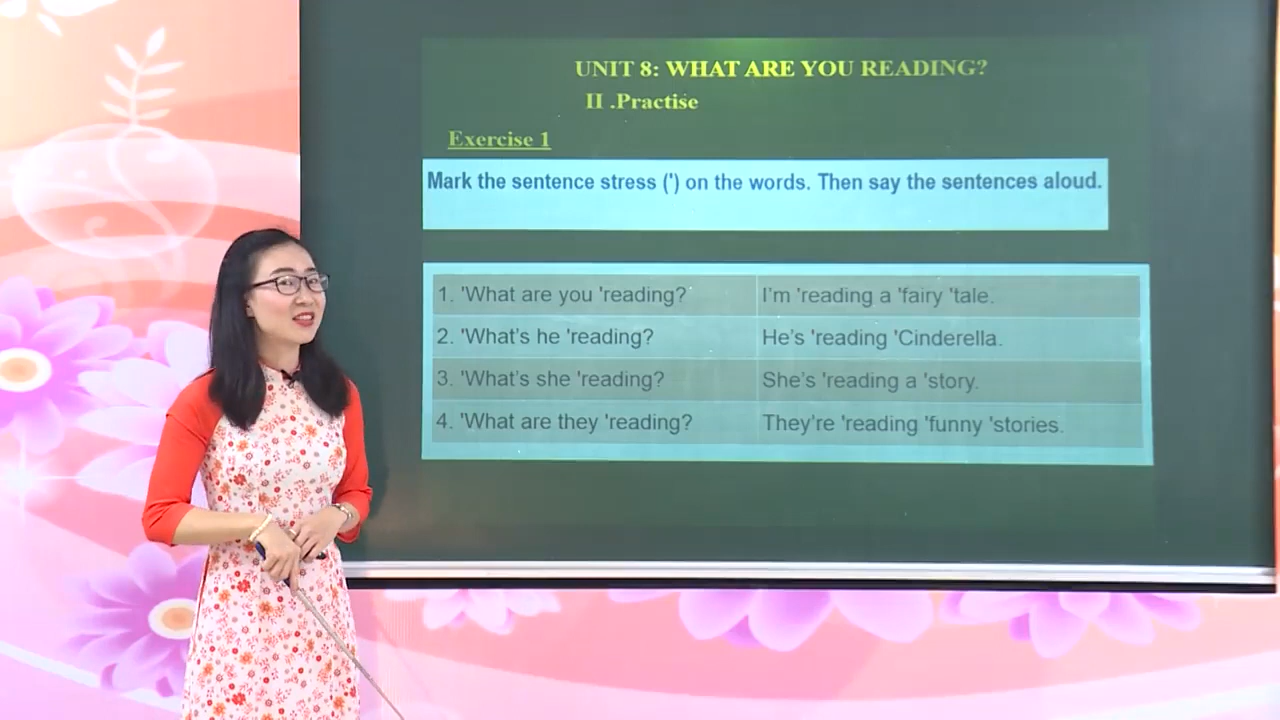 UNIT 8: WHAT ARE YOU READING?
II .Practise
Exercise 1
Mark the sentence stress (') on the words. Then say the sentences aloud.
1. 'What are you 'reading? I'm 'reading a 'fairy 'tale.
2. 'What's he 'reading? He's 'reading 'Cinderella.
3. 'What's she 'reading? She's 'reading a 'story.
4. 'What are they 'reading? They're 'reading 'funny 'stories.